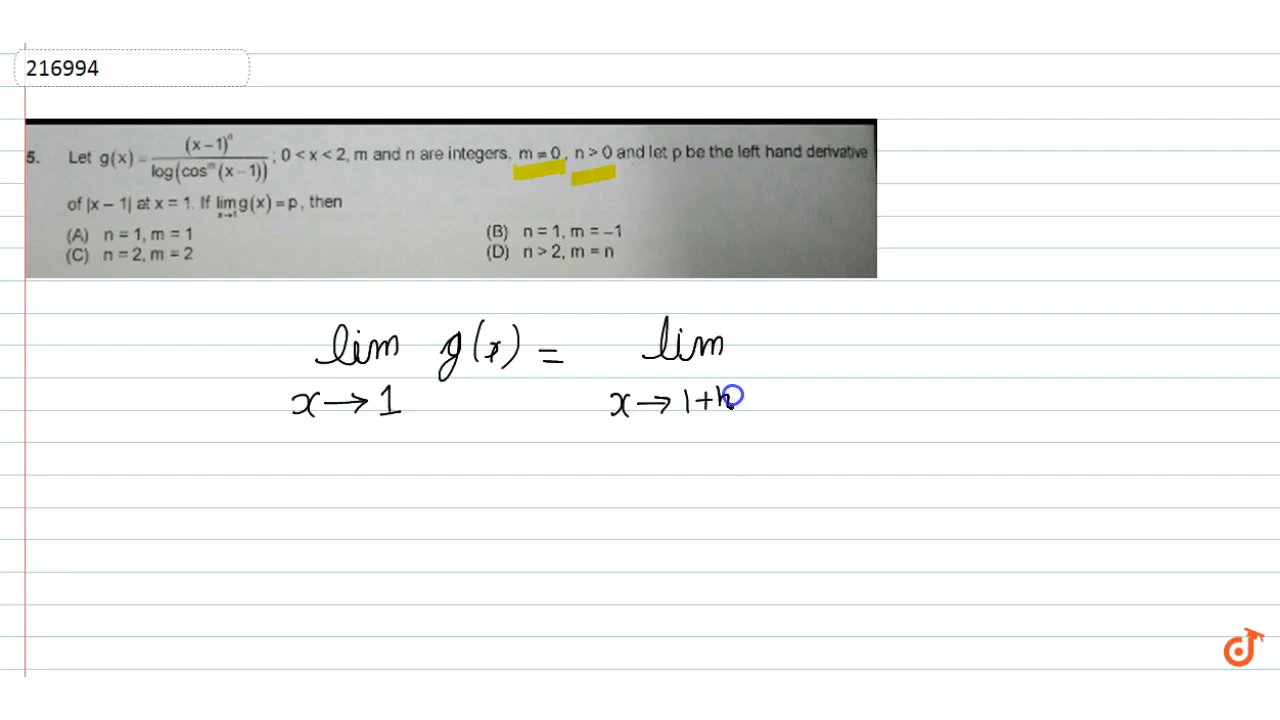 216994
5. Let g(x) = (x−1)ⁿ / log(cosᵐ(x−1)) ; 0 < x < 2, m and n are integers, m = 0, n > 0 and let p be the left hand derivative
of |x − 1| at x = 1. If lim x→1 g(x) = p, then
(A) n = 1, m = 1 (B) n = 1, m = −1
(C) n = 2, m = 2 (D) n > 2, m = n
lim g(x) = lim
x → 1 x → 1+h